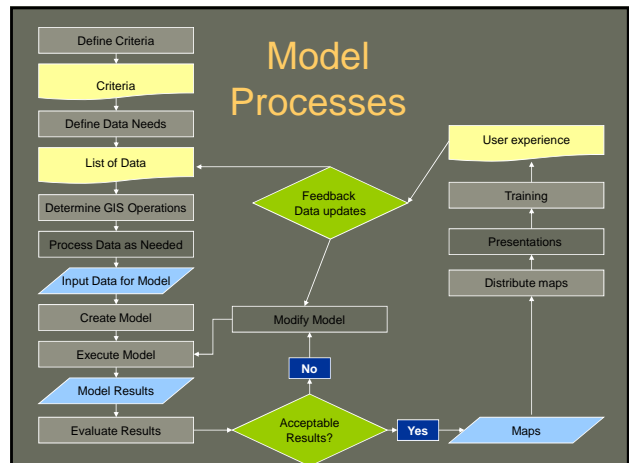 Model
Processes
Define Criteria
Criteria
Define Data Needs
List of Data
Determine GIS Operations
Process Data as Needed
Input Data for Model
Create Model
Execute Model
Model Results
Evaluate Results
Acceptable
Results?
No
Modify Model
Yes
Maps
Distribute maps
Presentations
Training
User experience
Feedback
Data updates